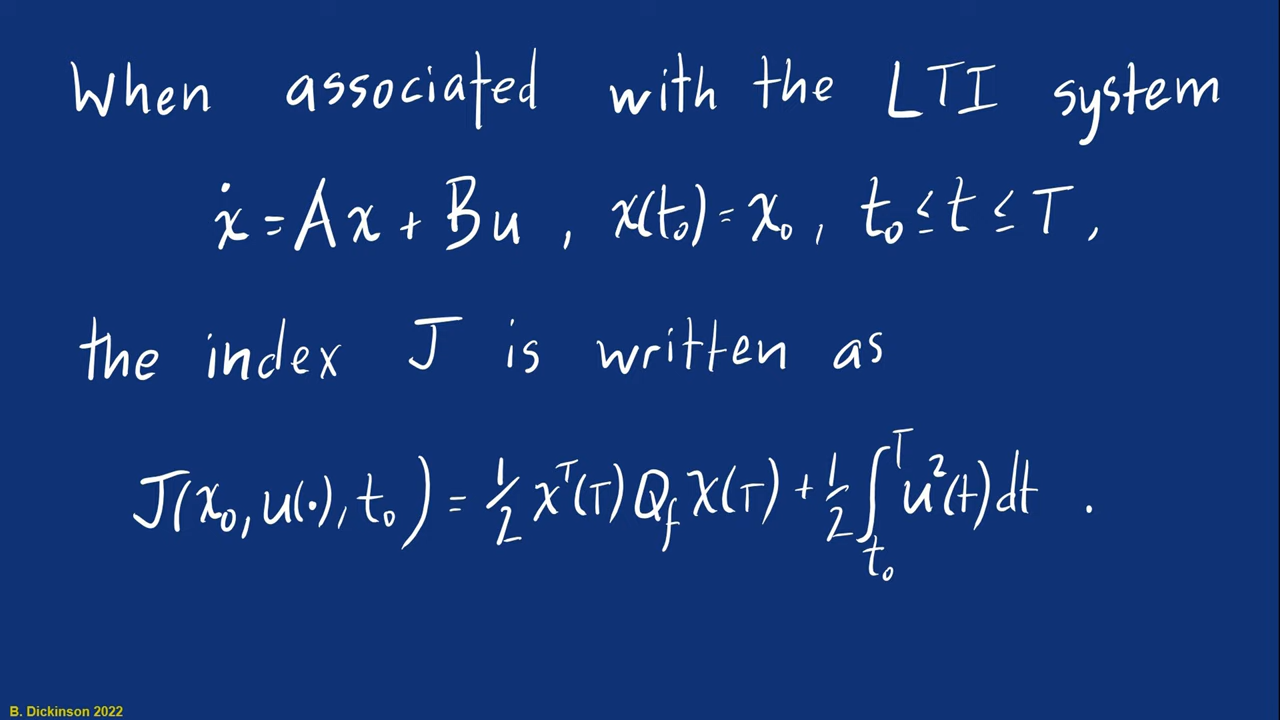 When associated with the LTI system
ẋ = Ax + Bu , x(t₀) = x₀ , t₀ ≤ t ≤ T ,
the index J is written as
J(x₀, u(·), t₀) = 1/2 xᵀ(T) Q_f x(T) + 1/2 ∫_{t₀}^{T} u²(t) dt .
B. Dickinson 2022